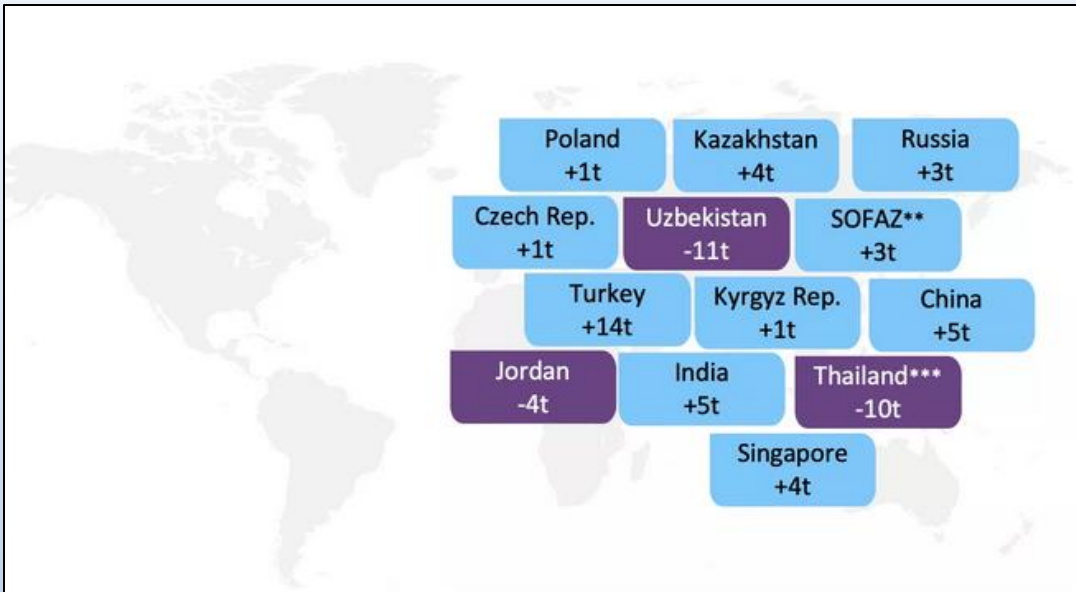 Poland
+1t
Kazakhstan
+4t
Russia
+3t
Czech Rep.
+1t
Uzbekistan
-11t
SOFAZ**
+3t
Turkey
+14t
Kyrgyz Rep.
+1t
China
+5t
Jordan
-4t
India
+5t
Thailand***
-10t
Singapore
+4t